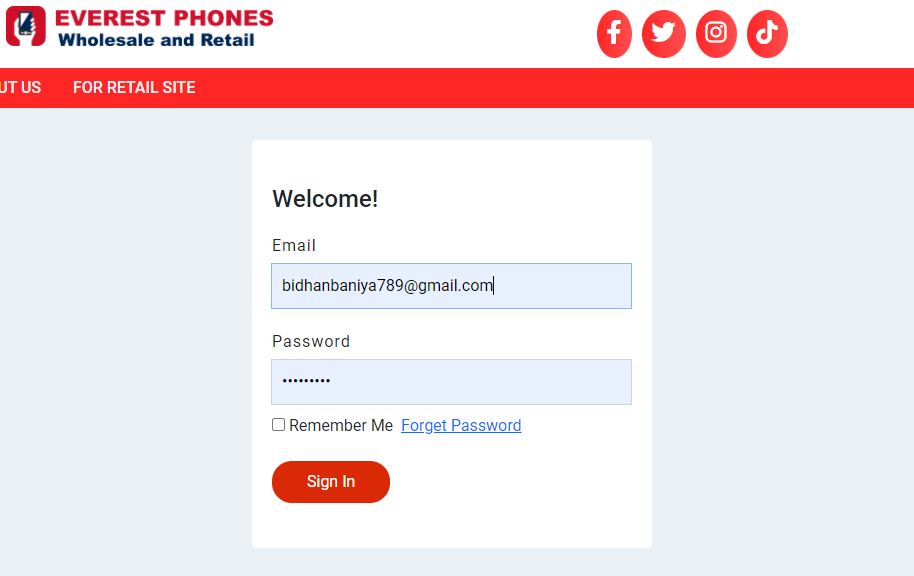 EVEREST PHONES
Wholesale and Retail
UT US FOR RETAIL SITE
Welcome!
Email
bidhanbaniya789@gmail.com
Password
•••••••••
Remember Me Forget Password
Sign In